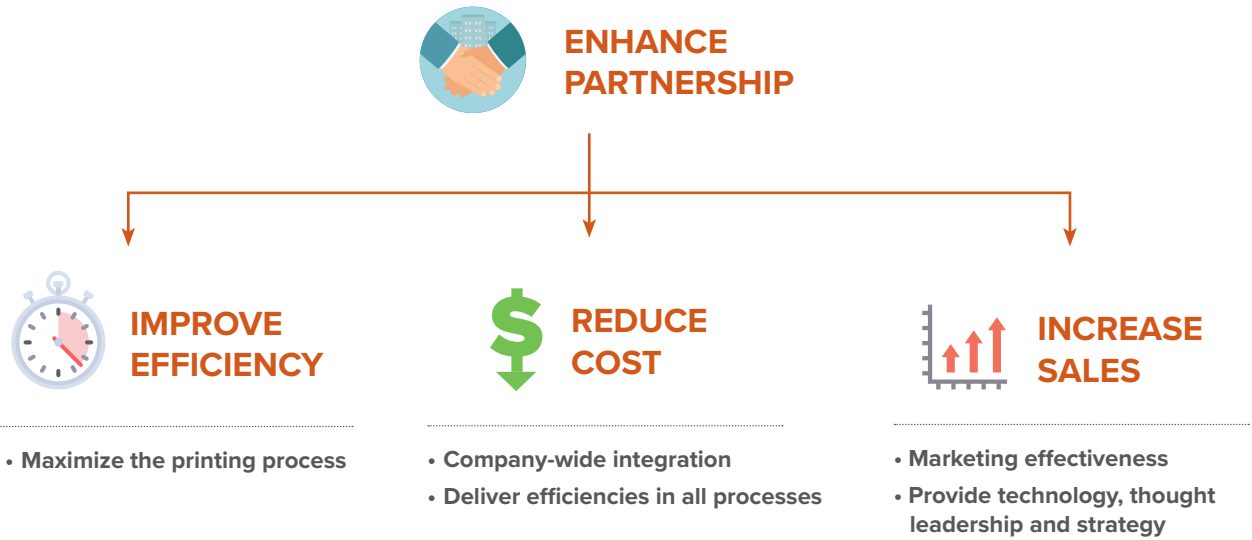 ENHANCE
PARTNERSHIP
IMPROVE
EFFICIENCY
• Maximize the printing process
REDUCE
COST
• Company-wide integration
• Deliver efficiencies in all processes
INCREASE
SALES
• Marketing effectiveness
• Provide technology, thought
leadership and strategy